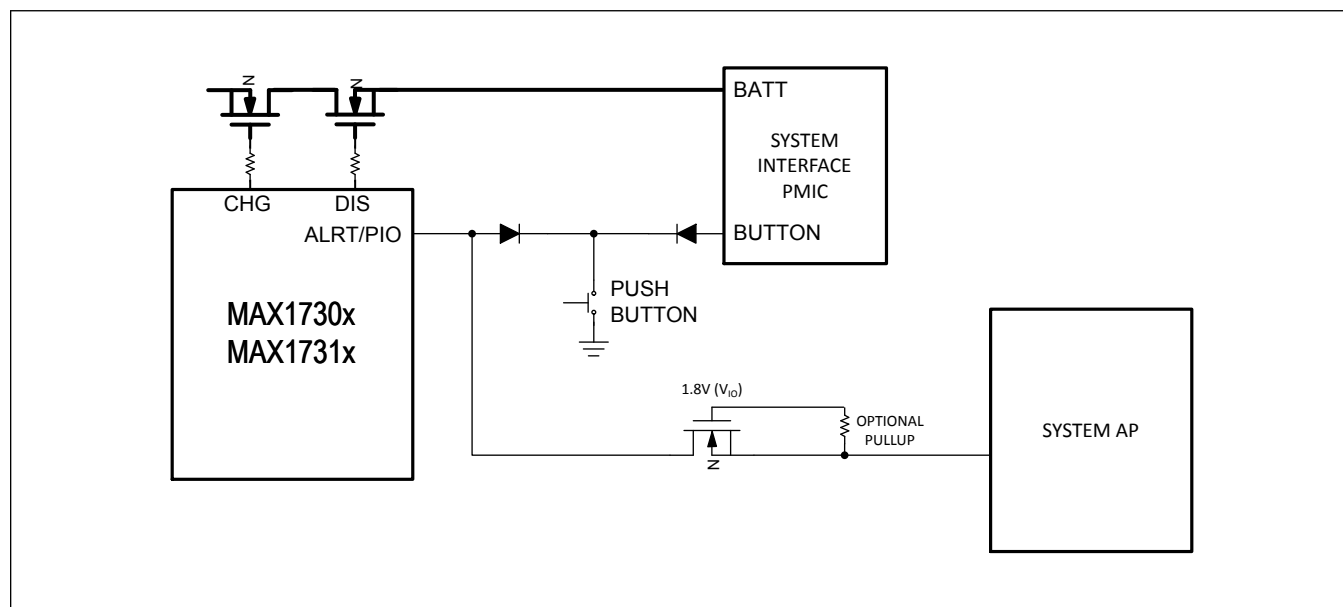 N
N
BATT
SYSTEM
INTERFACE
PMIC
BUTTON
CHG
DIS
ALRT/PIO
MAX1730x
MAX1731x
PUSH
BUTTON
1.8V (VIO)
OPTIONAL
PULLUP
N
SYSTEM AP